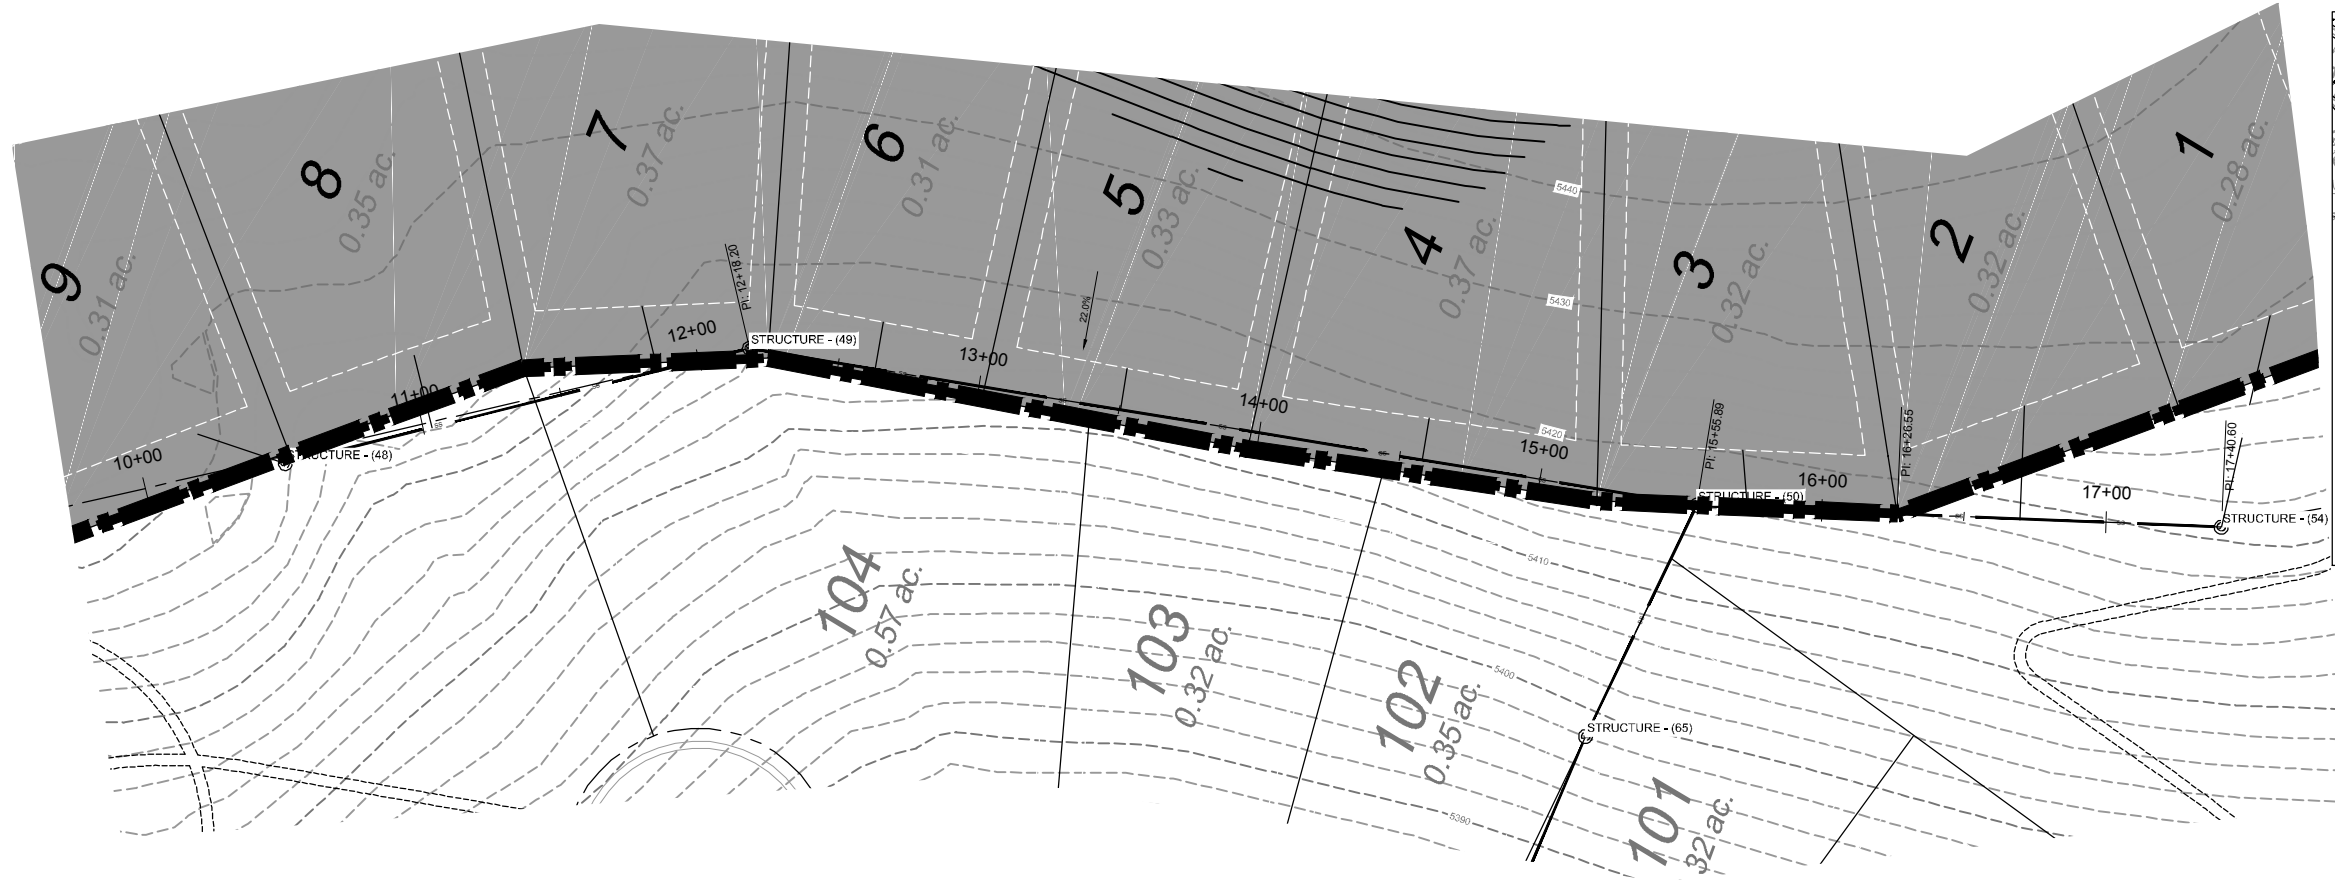 9
0.31 ac.
8
0.35 ac.
7
0.37 ac.
6
0.31 ac.
5
0.33 ac.
4
0.37 ac.
3
0.32 ac.
2
0.32 ac.
1
0.28 ac.
5440
5430
5420
22.0%
PI: 12+18.20
PI: 15+55.89
PI: 16+26.55
PI: 17+40.60
10+00
11+00
12+00
13+00
14+00
15+00
16+00
17+00
STRUCTURE - (48)
STRUCTURE - (49)
STRUCTURE - (50)
STRUCTURE - (54)
STRUCTURE - (65)
SS
5410
5400
5390
104
0.57 ac.
103
0.32 ac.
102
0.35 ac.
101
32 ac.